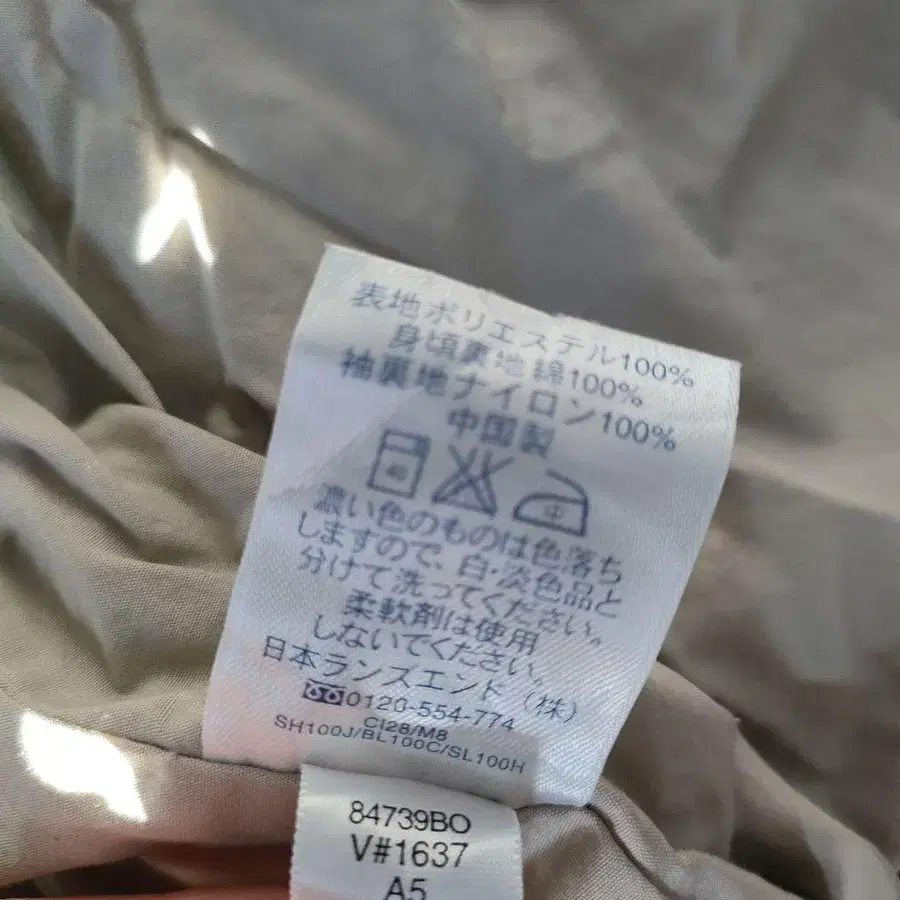 表地ポリエステル100%
身頃裏地綿100%
袖裏地ナイロン100%
中国製
40 中
濃い色のものは色落ち
しますので、白・淡色品と
分けて洗ってください。
柔軟剤は使用
しないでください。
日本ランズエンド（株）
0120-554-774
CI28/M8
SH100J/BL100C/SL100H
84739BO
V#1637
A5